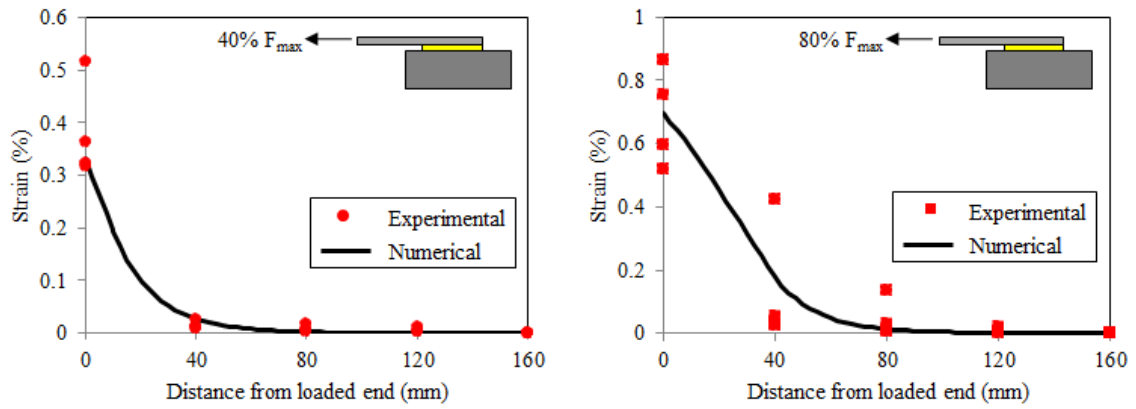 0.6
0.5
0.4
0.3
0.2
0.1
0
Strain (%)
40% Fmax
Experimental
Numerical
0 40 80 120 160
Distance from loaded end (mm)
1
0.8
0.6
0.4
0.2
0
Strain (%)
80% Fmax
Experimental
Numerical
0 40 80 120 160
Distance from loaded end (mm)